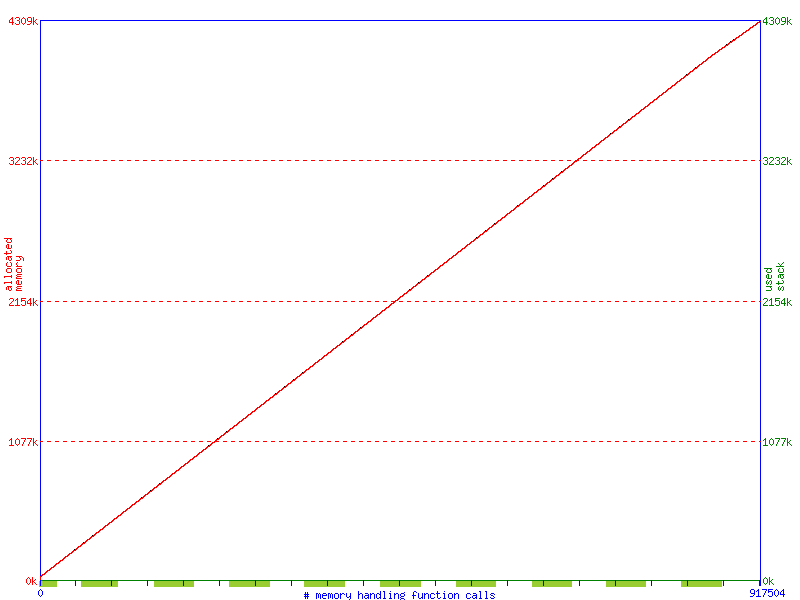 4309k
4309k
3232k
3232k
allocated
memory
used
stack
2154k
2154k
1077k
1077k
0k
0k
0
917504
# memory handling function calls